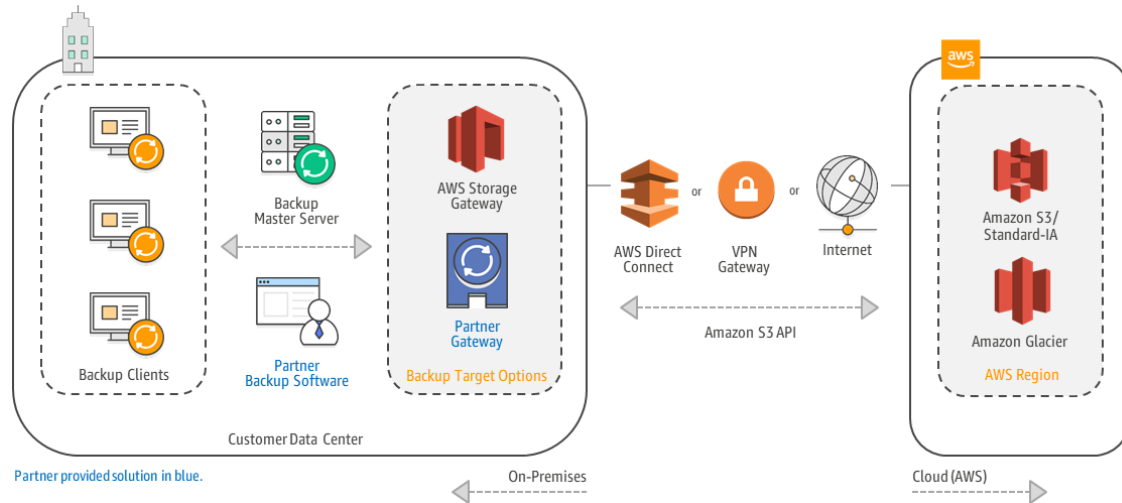 aws
Backup Clients
Backup
Master Server
Partner
Backup Software
AWS Storage
Gateway
Partner
Gateway
Backup Target Options
Customer Data Center
AWS Direct
Connect
or
VPN
Gateway
or
Internet
Amazon S3 API
Amazon S3/
Standard-IA
Amazon Glacier
AWS Region
Partner provided solution in blue.
On-Premises
Cloud (AWS)